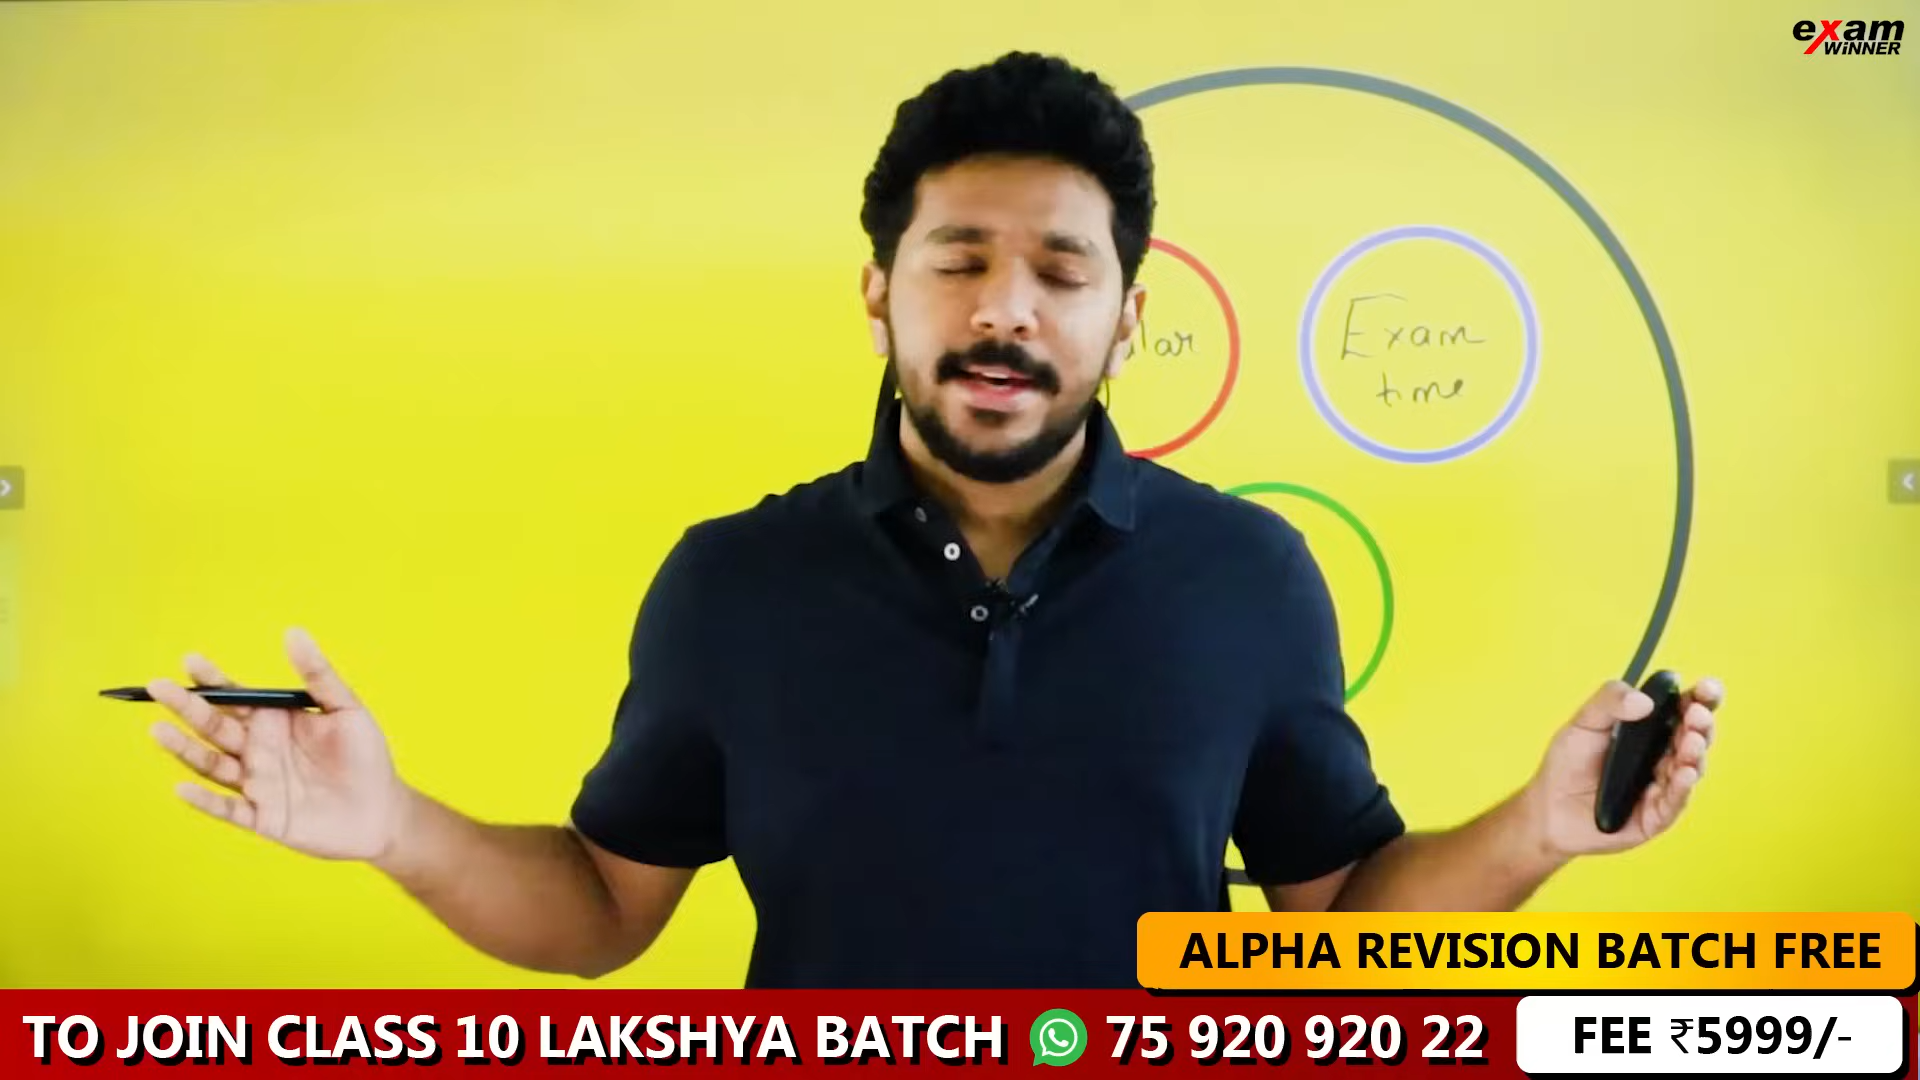 exam
WINNER
Exam
time
ALPHA REVISION BATCH FREE
TO JOIN CLASS 10 LAKSHYA BATCH 75 920 920 22 FEE ₹5999/-